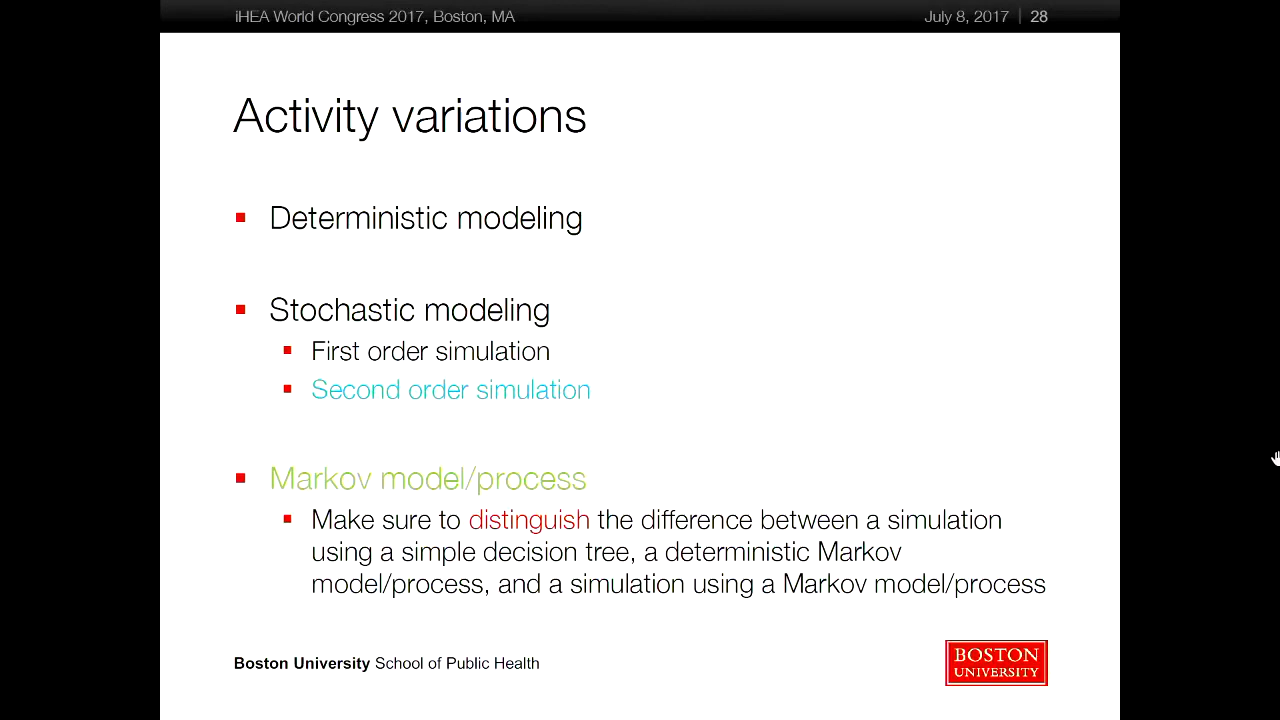 iHEA World Congress 2017, Boston, MA
July 8, 2017 | 28
Activity variations
Deterministic modeling
Stochastic modeling
First order simulation
Second order simulation
Markov model/process
Make sure to distinguish the difference between a simulation
using a simple decision tree, a deterministic Markov
model/process, and a simulation using a Markov model/process
Boston University School of Public Health
BOSTON
UNIVERSITY